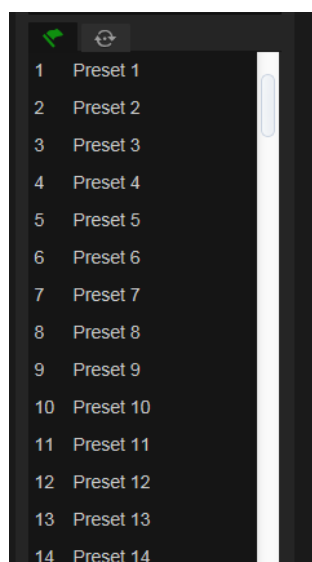 1 Preset 1
2 Preset 2
3 Preset 3
4 Preset 4
5 Preset 5
6 Preset 6
7 Preset 7
8 Preset 8
9 Preset 9
10 Preset 10
11 Preset 11
12 Preset 12
13 Preset 13
14 Preset 14